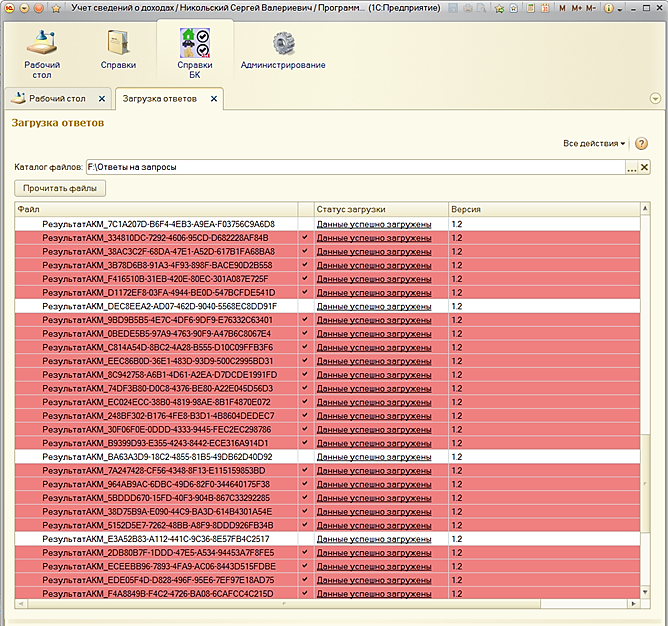 Учет сведений о доходах / Никольский Сергей Валериевич / Программ... (1С:Предприятие)
M M+ M-
Рабочий стол
Справки
Справки БК
Администрирование
Рабочий стол
Загрузка ответов
Загрузка ответов
Все действия
Каталог файлов: F:\Ответы на запросы
Прочитать файлы
Файл Статус загрузки Версия
РезультатАКМ_7C1A207D-B6F4-4EB3-A9EA-F03756C9A6D8 Данные успешно загружены 1.2
РезультатАКМ_334810DC-7292-4606-95CD-D682228AF84B Данные успешно загружены 1.2
РезультатАКМ_38AC3C2F-68DA-47E1-A52D-617B1FA68BA8 Данные успешно загружены 1.2
РезультатАКМ_3B78D6B8-91A3-4F93-898F-BACE90D2B558 Данные успешно загружены 1.2
РезультатАКМ_F416510B-31EB-420E-80EC-301A087E725F Данные успешно загружены 1.2
РезультатАКМ_D1172EF8-03FA-4944-BE0D-547BCFDE541D Данные успешно загружены 1.2
РезультатАКМ_DEC8EEA2-AD07-462D-9040-5568EC8DD91F Данные успешно загружены 1.2
РезультатАКМ_9BD9B5B5-4E7C-4DF6-9DF9-E76332C63401 Данные успешно загружены 1.2
РезультатАКМ_0BEDE5B5-97A9-4763-90F9-A47B6C8067E4 Данные успешно загружены 1.2
РезультатАКМ_C814A54D-8BC2-4A28-B555-D10C09FFB3F6 Данные успешно загружены 1.2
РезультатАКМ_EEC86B0D-36E1-483D-93D9-500C2995BD31 Данные успешно загружены 1.2
РезультатАКМ_8C942758-A6B1-4D61-A2EA-D7DCDE1991FD Данные успешно загружены 1.2
РезультатАКМ_74DF3B80-D0C8-4376-BE80-A22E045D56D3 Данные успешно загружены 1.2
РезультатАКМ_EC024ECC-38B0-4819-98AE-8B1F4870E072 Данные успешно загружены 1.2
РезультатАКМ_248BF302-B176-4FE8-B3D1-4B8604DEDEC7 Данные успешно загружены 1.2
РезультатАКМ_30F06F0E-0DDD-4333-9445-FEC2EC298786 Данные успешно загружены 1.2
РезультатАКМ_B9399D93-E355-4243-8442-ECE316A914D1 Данные успешно загружены 1.2
РезультатАКМ_BA63A3D9-18C2-4855-81B5-49DB62D40D92 Данные успешно загружены 1.2
РезультатАКМ_7A247428-CF56-4348-8F13-E115159853BD Данные успешно загружены 1.2
РезультатАКМ_964AB9AC-6DBC-49D6-82F0-344640175F38 Данные успешно загружены 1.2
РезультатАКМ_5BDDD670-15FD-40F3-904B-867C33292285 Данные успешно загружены 1.2
РезультатАКМ_38D75B9A-E090-44C9-BA3D-614B4301A54E Данные успешно загружены 1.2
РезультатАКМ_5152D5E7-7262-48BB-A8F9-8DDD926FB34B Данные успешно загружены 1.2
РезультатАКМ_E3A52B83-A112-441C-9C36-8E57FB4C2517 Данные успешно загружены 1.2
РезультатАКМ_2DB80B7F-1DDD-47E5-A534-94453A7F8FE5 Данные успешно загружены 1.2
РезультатАКМ_ECEEBB96-7893-4FA9-AC06-8443D515FDBE Данные успешно загружены 1.2
РезультатАКМ_EDE05F4D-D828-496F-95E6-7EF97E18AD75 Данные успешно загружены 1.2
РезультатАКМ_F4A8849B-F4C2-4726-BA08-6CAFCC4C215D Данные успешно загружены 1.2